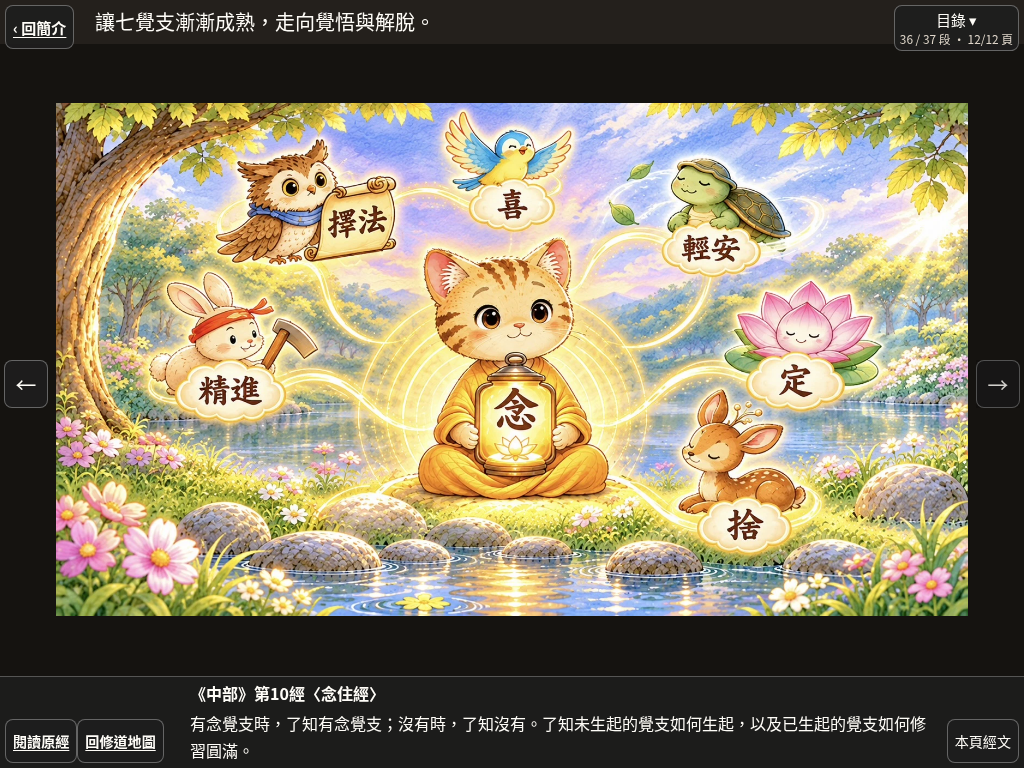 ‹ 回簡介
讓七覺支漸漸成熟，走向覺悟與解脫。
目錄 ▾
36 / 37 段 · 12/12 頁
擇法
喜
輕安
精進
念
定
捨
←
→
《中部》第10經〈念住經〉
有念覺支時，了知有念覺支；沒有時，了知沒有。了知未生起的覺支如何生起，以及已生起的覺支如何修
習圓滿。
閱讀原經
回修道地圖
本頁經文